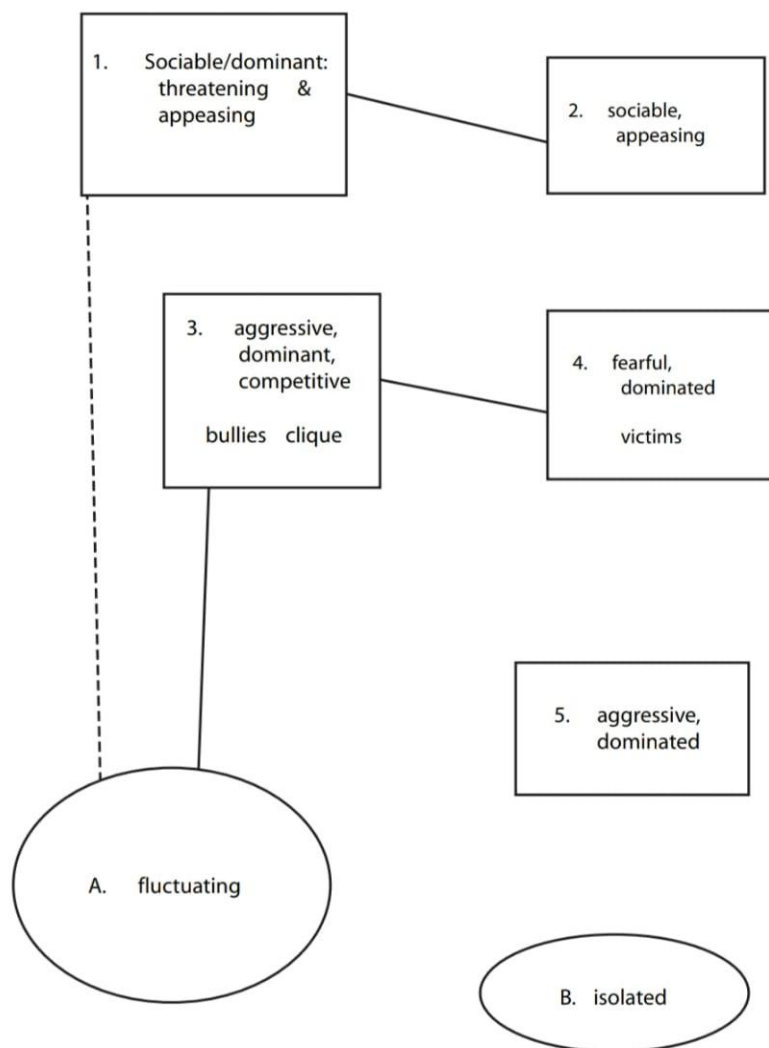 1. Sociable/dominant:
threatening &
appeasing
2. sociable,
appeasing
3. aggressive,
dominant,
competitive
bullies clique
4. fearful,
dominated
victims
5. aggressive,
dominated
A. fluctuating
B. isolated